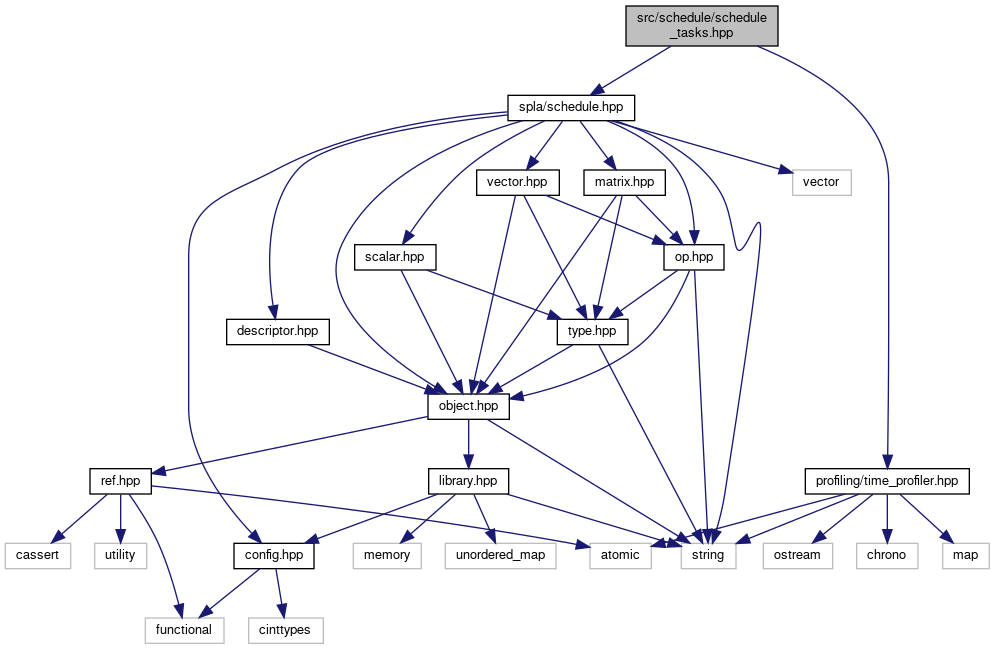 src/schedule/schedule
_tasks.hpp
spla/schedule.hpp
vector.hpp
matrix.hpp
vector
scalar.hpp
op.hpp
descriptor.hpp
type.hpp
object.hpp
ref.hpp
library.hpp
profiling/time_profiler.hpp
cassert
utility
config.hpp
memory
unordered_map
atomic
string
ostream
chrono
map
functional
cinttypes